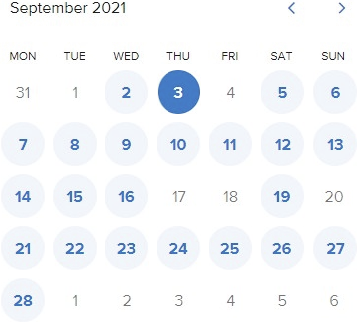 September 2021
MON TUE WED THU FRI SAT SUN
31 1 2 3 4 5 6
7 8 9 10 11 12 13
14 15 16 17 18 19 20
21 22 23 24 25 26 27
28 1 2 3 4 5 6